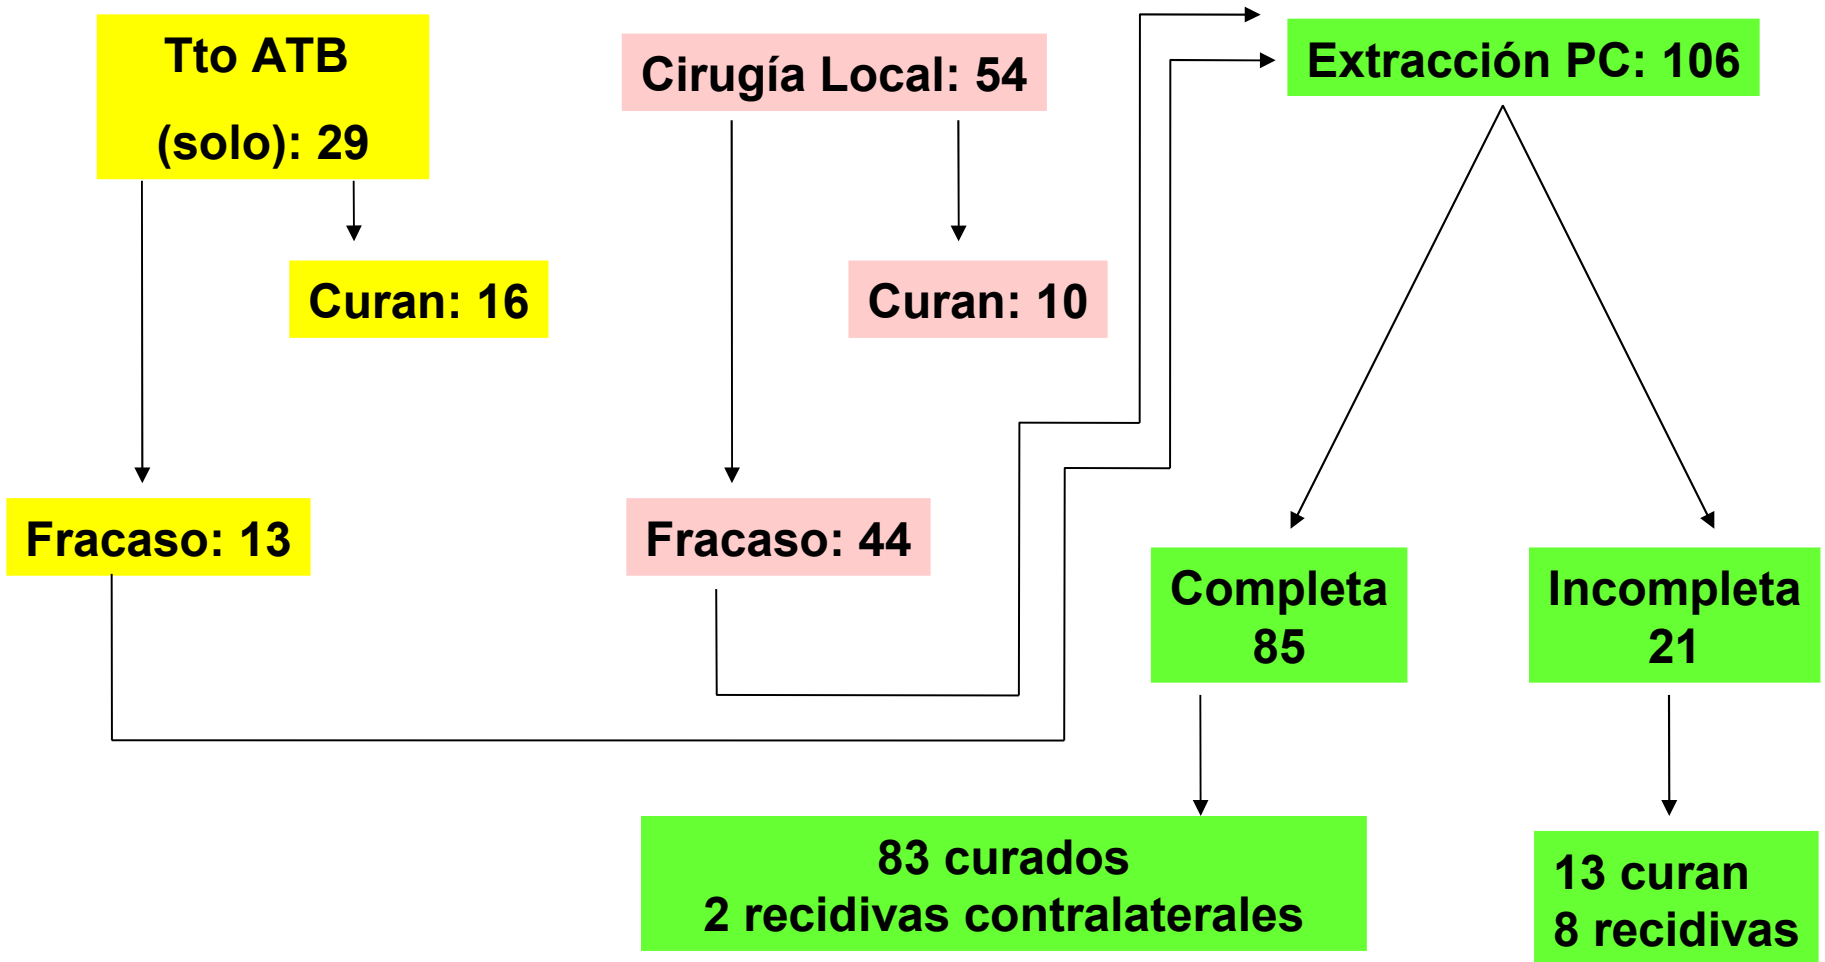 Tto ATB
(solo): 29
Cirugía Local: 54
Extracción PC: 106
Curan: 16
Curan: 10
Fracaso: 13
Fracaso: 44
Completa
85
Incompleta
21
83 curados
2 recidivas contralaterales
13 curan
8 recidivas